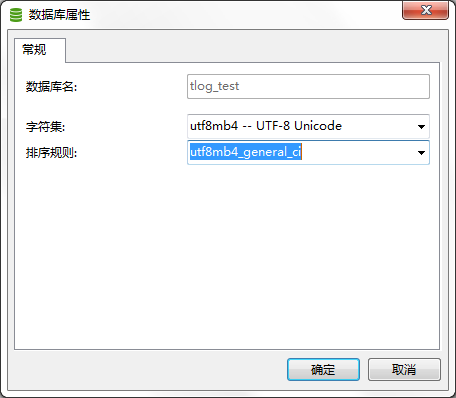 数据库属性
常规
数据库名: tlog_test
字符集: utf8mb4 -- UTF-8 Unicode
排序规则: utf8mb4_general_ci
确定 取消